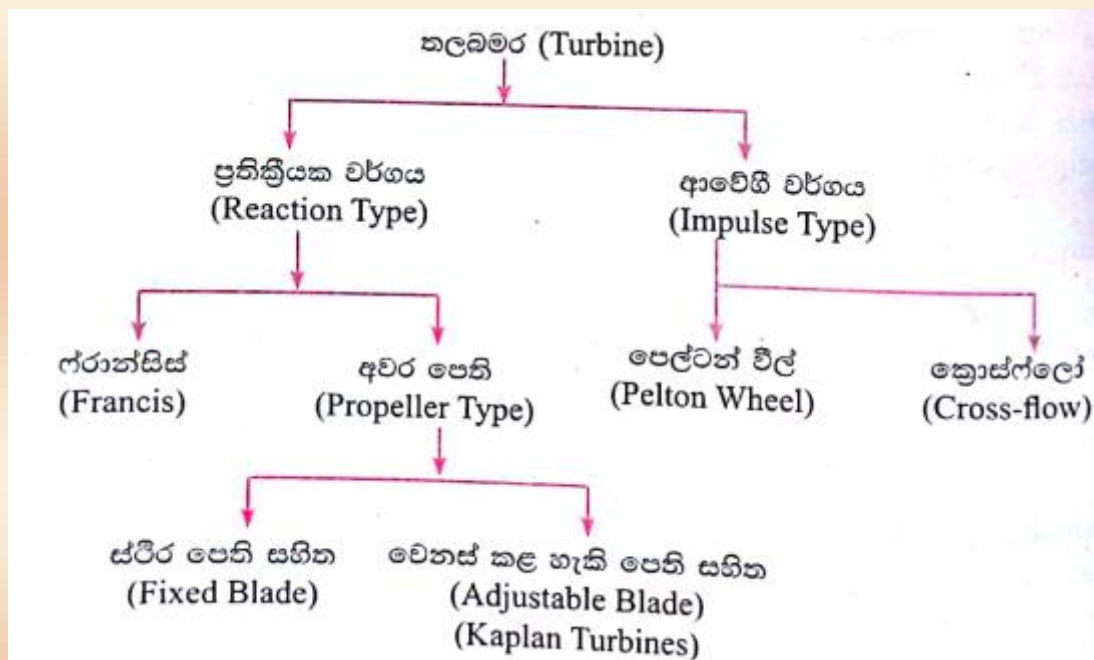 තලබමර (Turbine)
ප්‍රතික්‍රීයක වර්ගය
(Reaction Type)
ආවේගී වර්ගය
(Impulse Type)
ෆ්රාන්සිස්
(Francis)
අවර පෙති
(Propeller Type)
පෙල්ටන් වීල්
(Pelton Wheel)
ක්‍රොස්ෆ්ලෝ
(Cross-flow)
ස්ථිර පෙති සහිත
(Fixed Blade)
වෙනස් කළ හැකි පෙති සහිත
(Adjustable Blade)
(Kaplan Turbines)